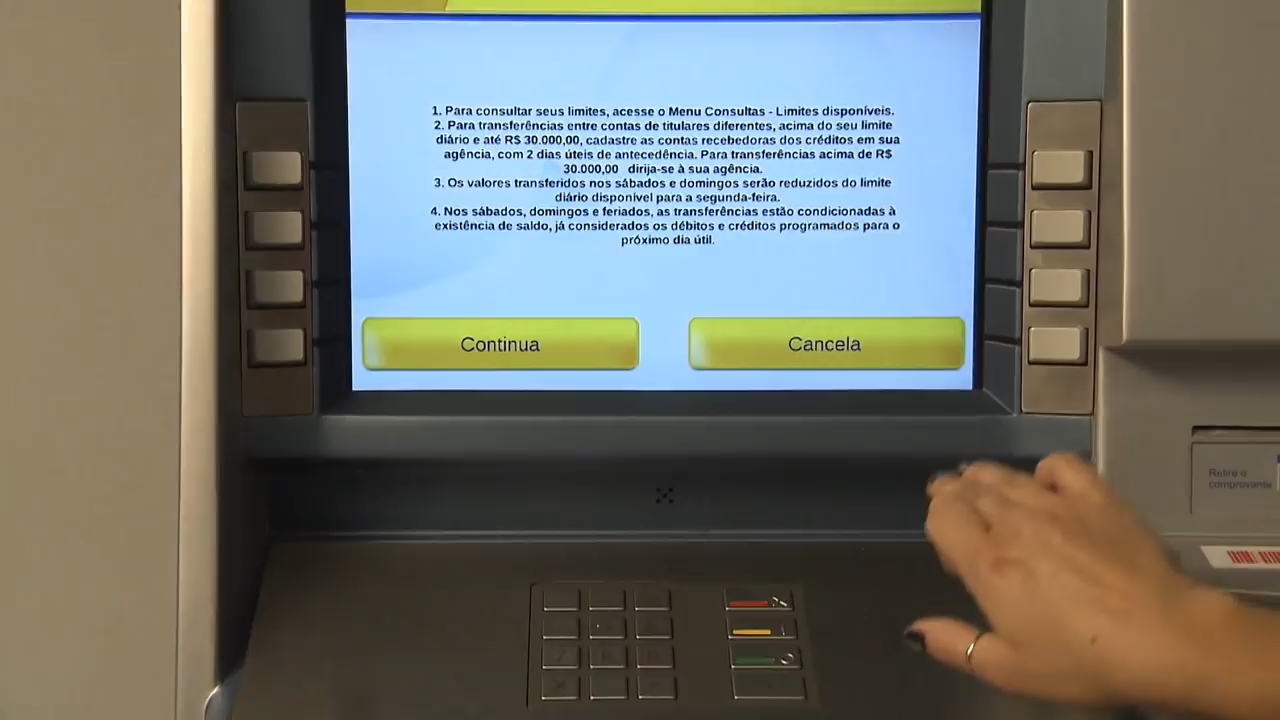 1. Para consultar seus limites, acesse o Menu Consultas - Limites disponíveis.
2. Para transferências entre contas de titulares diferentes, acima do seu limite
diário e até R$ 30.000,00, cadastre as contas recebedoras dos créditos em sua
agência, com 2 dias úteis de antecedência. Para transferências acima de R$
30.000,00 dirija-se à sua agência.
3. Os valores transferidos nos sábados e domingos serão reduzidos do limite
diário disponível para a segunda-feira.
4. Nos sábados, domingos e feriados, as transferências estão condicionadas à
existência de saldo, já considerados os débitos e créditos programados para o
próximo dia útil.
Continua
Cancela
Retire o
comprovante